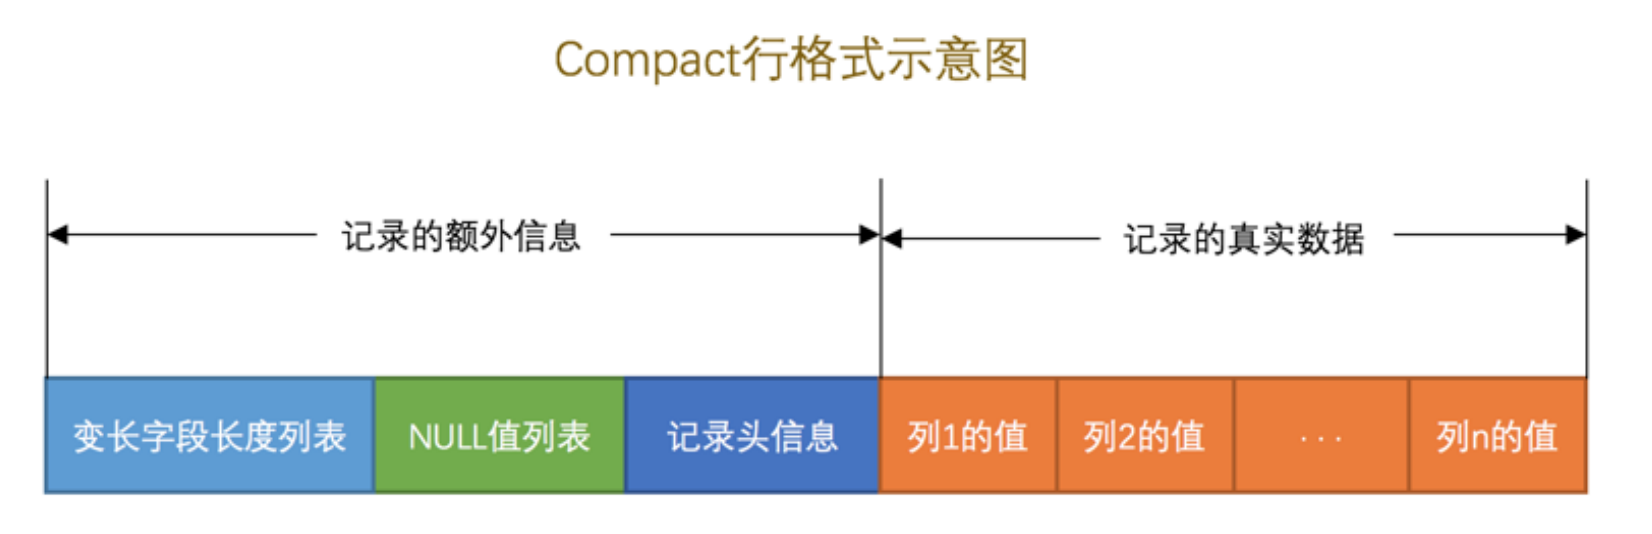 Compact行格式示意图
记录的额外信息
记录的真实数据
变长字段长度列表
NULL值列表
记录头信息
列1的值
列2的值
...
列n的值